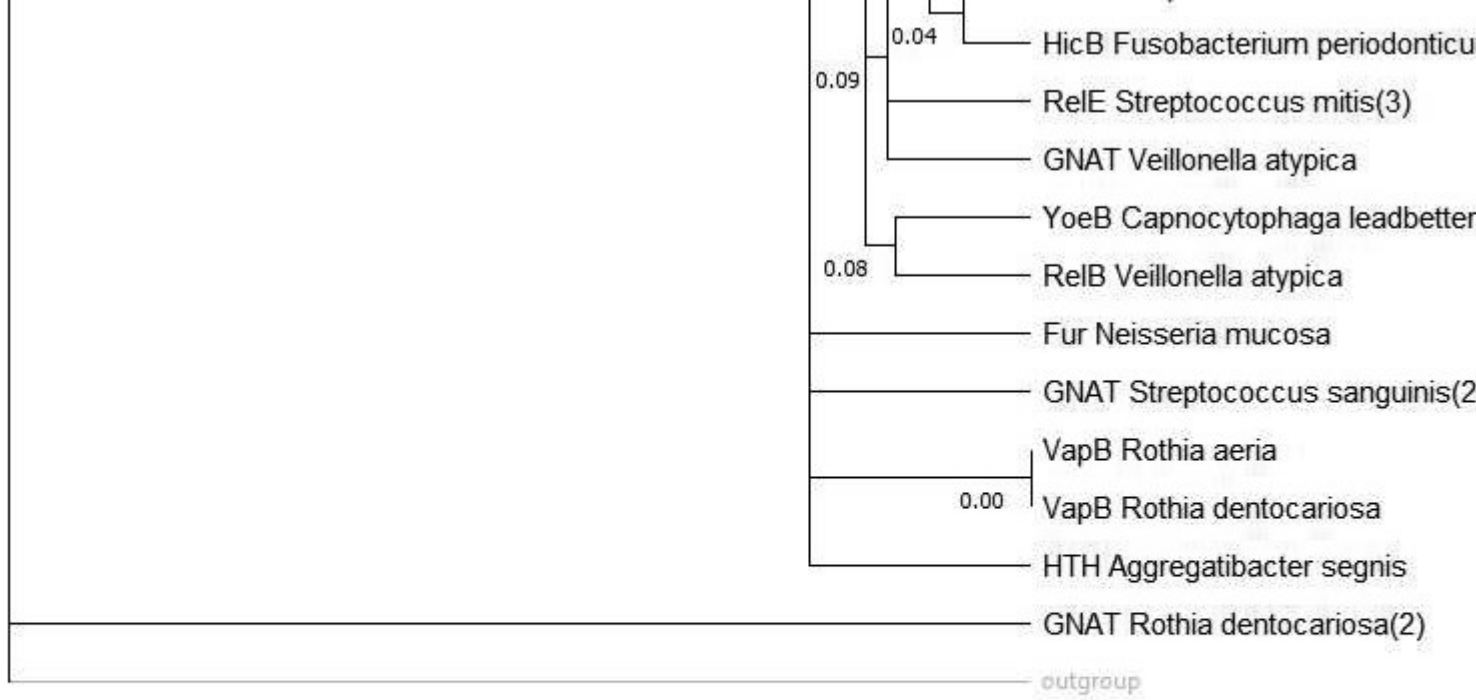 0.04
HicB Fusobacterium periodonticu
0.09
RelE Streptococcus mitis(3)
GNAT Veillonella atypica
YoeB Capnocytophaga leadbetter
0.08
RelB Veillonella atypica
Fur Neisseria mucosa
GNAT Streptococcus sanguinis(2
VapB Rothia aeria
0.00
VapB Rothia dentocariosa
HTH Aggregatibacter segnis
GNAT Rothia dentocariosa(2)
outgroup